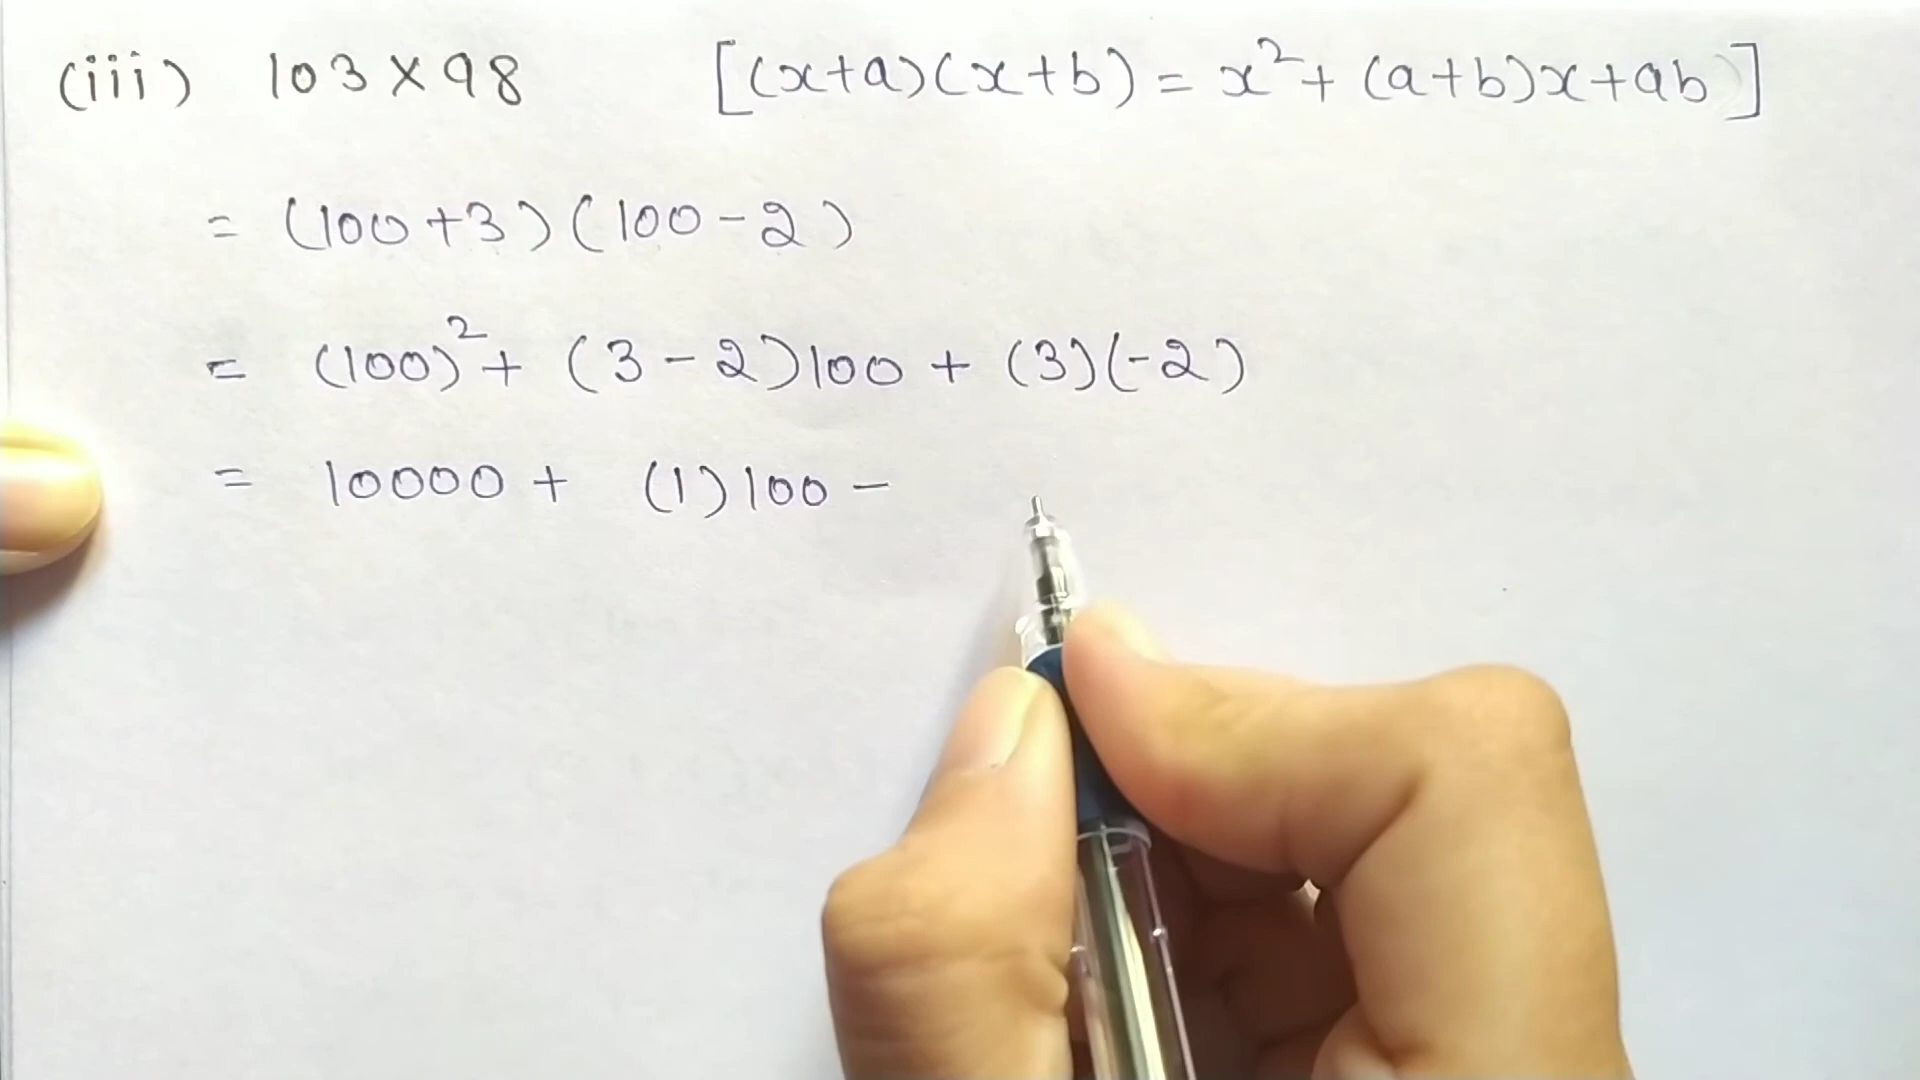 (iii) 103 × 98 [(x+a)(x+b) = x² + (a+b)x + ab]
= (100 + 3) (100 - 2)
= (100)² + (3 - 2)100 + (3)(-2)
= 10000 + (1)100 -